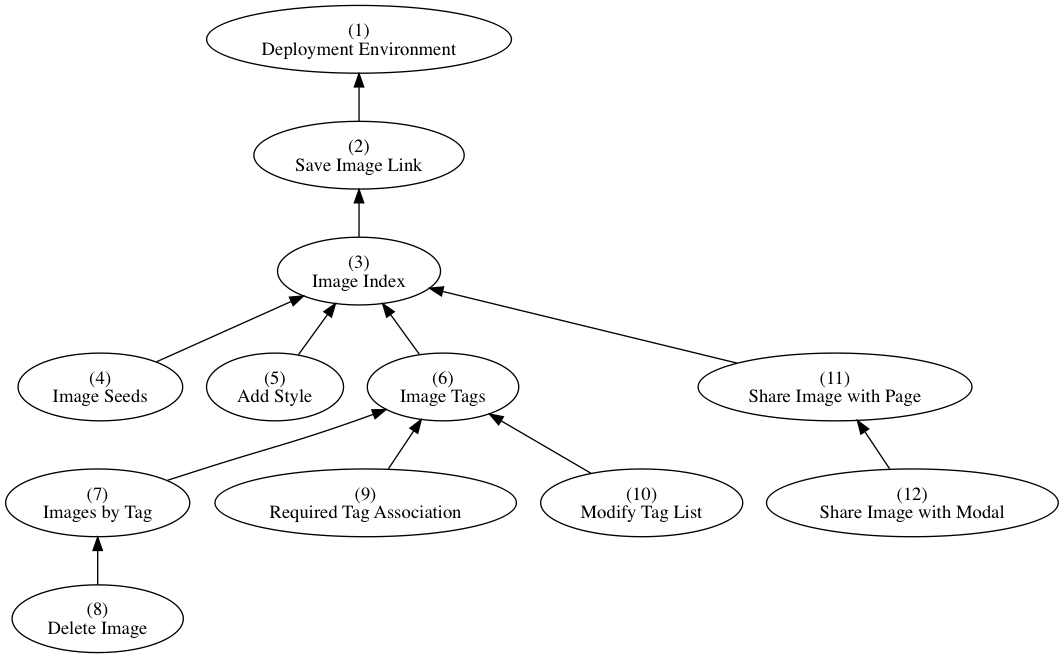 (1)
Deployment Environment
(2)
Save Image Link
(3)
Image Index
(4)
Image Seeds
(5)
Add Style
(6)
Image Tags
(11)
Share Image with Page
(7)
Images by Tag
(9)
Required Tag Association
(10)
Modify Tag List
(12)
Share Image with Modal
(8)
Delete Image